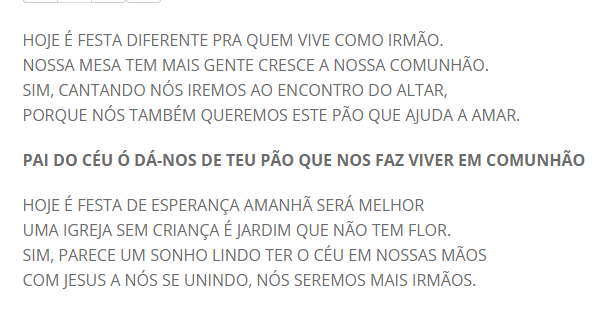 HOJE É FESTA DIFERENTE PRA QUEM VIVE COMO IRMÃO.
NOSSA MESA TEM MAIS GENTE CRESCE A NOSSA COMUNHÃO.
SIM, CANTANDO NÓS IREMOS AO ENCONTRO DO ALTAR,
PORQUE NÓS TAMBÉM QUEREMOS ESTE PÃO QUE AJUDA A AMAR.
PAI DO CÉU Ó DÁ-NOS DE TEU PÃO QUE NOS FAZ VIVER EM COMUNHÃO
HOJE É FESTA DE ESPERANÇA AMANHÃ SERÁ MELHOR
UMA IGREJA SEM CRIANÇA É JARDIM QUE NÃO TEM FLOR.
SIM, PARECE UM SONHO LINDO TER O CÉU EM NOSSAS MÃOS
COM JESUS A NÓS SE UNINDO, NÓS SEREMOS MAIS IRMÃOS.